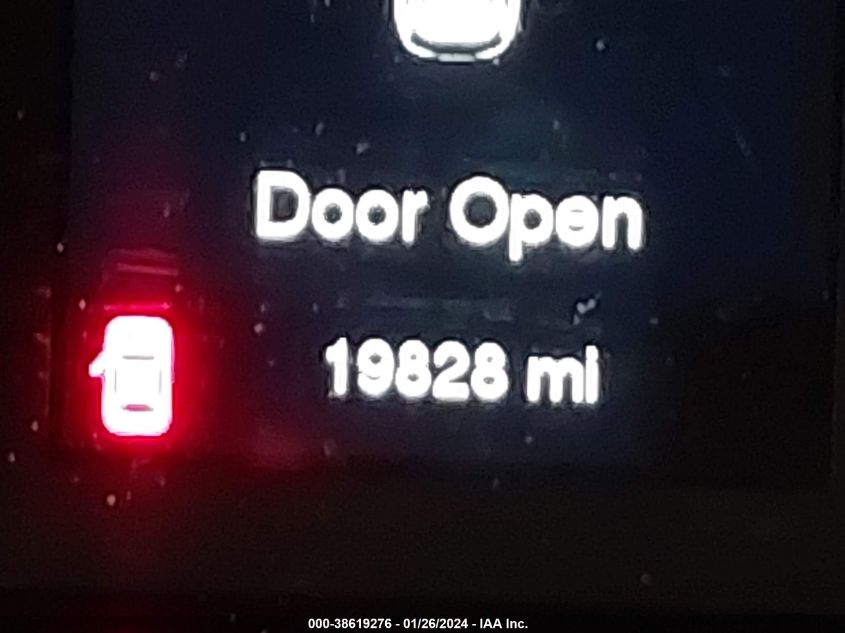 Door Open
19828 mi
000-38619276 - 01/26/2024 - IAA Inc.